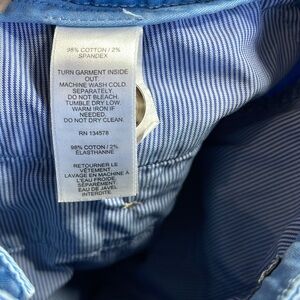 98% COTTON / 2%
SPANDEX
TURN GARMENT INSIDE
OUT.
MACHINE WASH COLD.
SEPARATELY.
DO NOT BLEACH.
TUMBLE DRY LOW.
WARM IRON IF
NEEDED.
DO NOT DRY CLEAN.
RN 134578
98% COTON / 2%
ÉLASTHANNE
RETOURNER LE
VÊTEMENT.
LAVAGE EN MACHINE À
L'EAU FROIDE,
SÉPARÉMENT.
EAU DE JAVEL
INTERDITE.